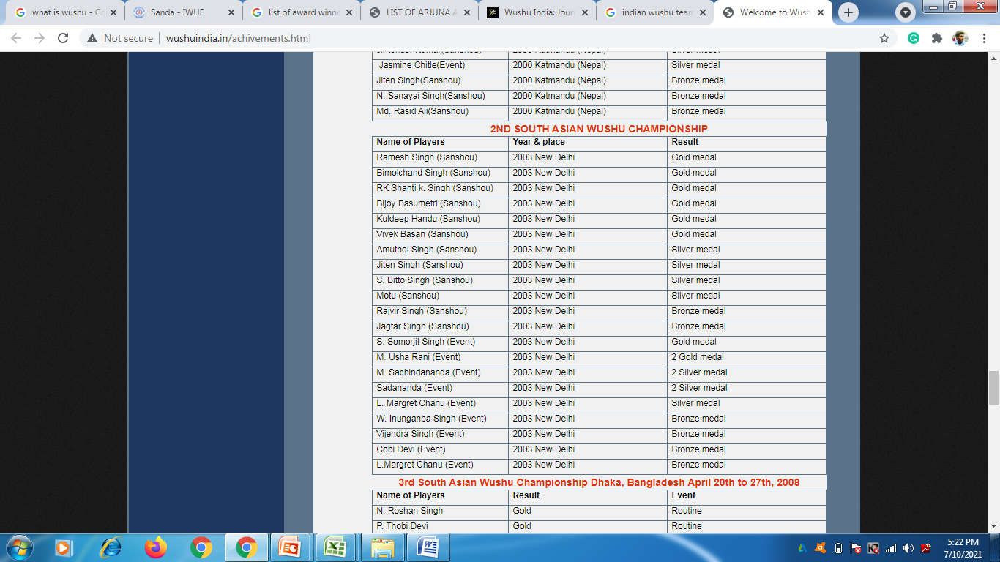 what is wushu - Go
Sanda - IWUF
list of award winne
LIST OF ARJUNA A
Wushu India: Jour
indian wushu team
Welcome to Wush
Not secure | wushuindia.in/achivements.html
Jasmine Chitle(Event) 2000 Katmandu (Nepal) Silver medal
Jiten Singh(Sanshou) 2000 Katmandu (Nepal) Bronze medal
N. Sanayai Singh(Sanshou) 2000 Katmandu (Nepal) Bronze medal
Md. Rasid Ali(Sanshou) 2000 Katmandu (Nepal) Bronze medal
2ND SOUTH ASIAN WUSHU CHAMPIONSHIP
Name of Players Year & place Result
Ramesh Singh (Sanshou) 2003 New Delhi Gold medal
Bimolchand Singh (Sanshou) 2003 New Delhi Gold medal
RK Shanti k. Singh (Sanshou) 2003 New Delhi Gold medal
Bijoy Basumetri (Sanshou) 2003 New Delhi Gold medal
Kuldeep Handu (Sanshou) 2003 New Delhi Gold medal
Vivek Basan (Sanshou) 2003 New Delhi Gold medal
Amuthoi Singh (Sanshou) 2003 New Delhi Silver medal
Jiten Singh (Sanshou) 2003 New Delhi Silver medal
S. Bitto Singh (Sanshou) 2003 New Delhi Silver medal
Motu (Sanshou) 2003 New Delhi Silver medal
Rajvir Singh (Sanshou) 2003 New Delhi Bronze medal
Jagtar Singh (Sanshou) 2003 New Delhi Bronze medal
S. Somorjit Singh (Event) 2003 New Delhi Gold medal
M. Usha Rani (Event) 2003 New Delhi 2 Gold medal
M. Sachindananda (Event) 2003 New Delhi 2 Silver medal
Sadananda (Event) 2003 New Delhi 2 Silver medal
L. Margret Chanu (Event) 2003 New Delhi Silver medal
W. Inunganba Singh (Event) 2003 New Delhi Bronze medal
Vijendra Singh (Event) 2003 New Delhi Bronze medal
Cobi Devi (Event) 2003 New Delhi Bronze medal
L.Margret Chanu (Event) 2003 New Delhi Bronze medal
3rd South Asian Wushu Championship Dhaka, Bangladesh April 20th to 27th, 2008
Name of Players Result Event
N. Roshan Singh Gold Routine
P. Thobi Devi Gold Routine
5:22 PM
7/10/2021